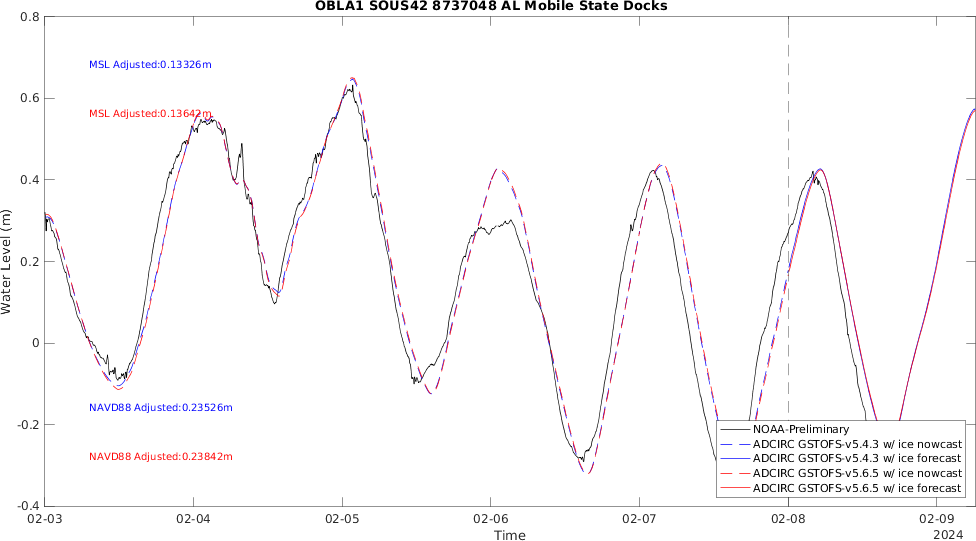 OBLA1 SOUS42 8737048 AL Mobile State Docks
0.8
0.6
0.4
0.2
0
-0.2
-0.4
Water Level (m)
MSL Adjusted:0.13326m
MSL Adjusted:0.13642m
NAVD88 Adjusted:0.23526m
NAVD88 Adjusted:0.23842m
NOAA-Preliminary
ADCIRC GSTOFS-v5.4.3 w/ ice nowcast
ADCIRC GSTOFS-v5.4.3 w/ ice forecast
ADCIRC GSTOFS-v5.6.5 w/ ice nowcast
ADCIRC GSTOFS-v5.6.5 w/ ice forecast
02-03 02-04 02-05 02-06 02-07 02-08 02-09
Time
2024